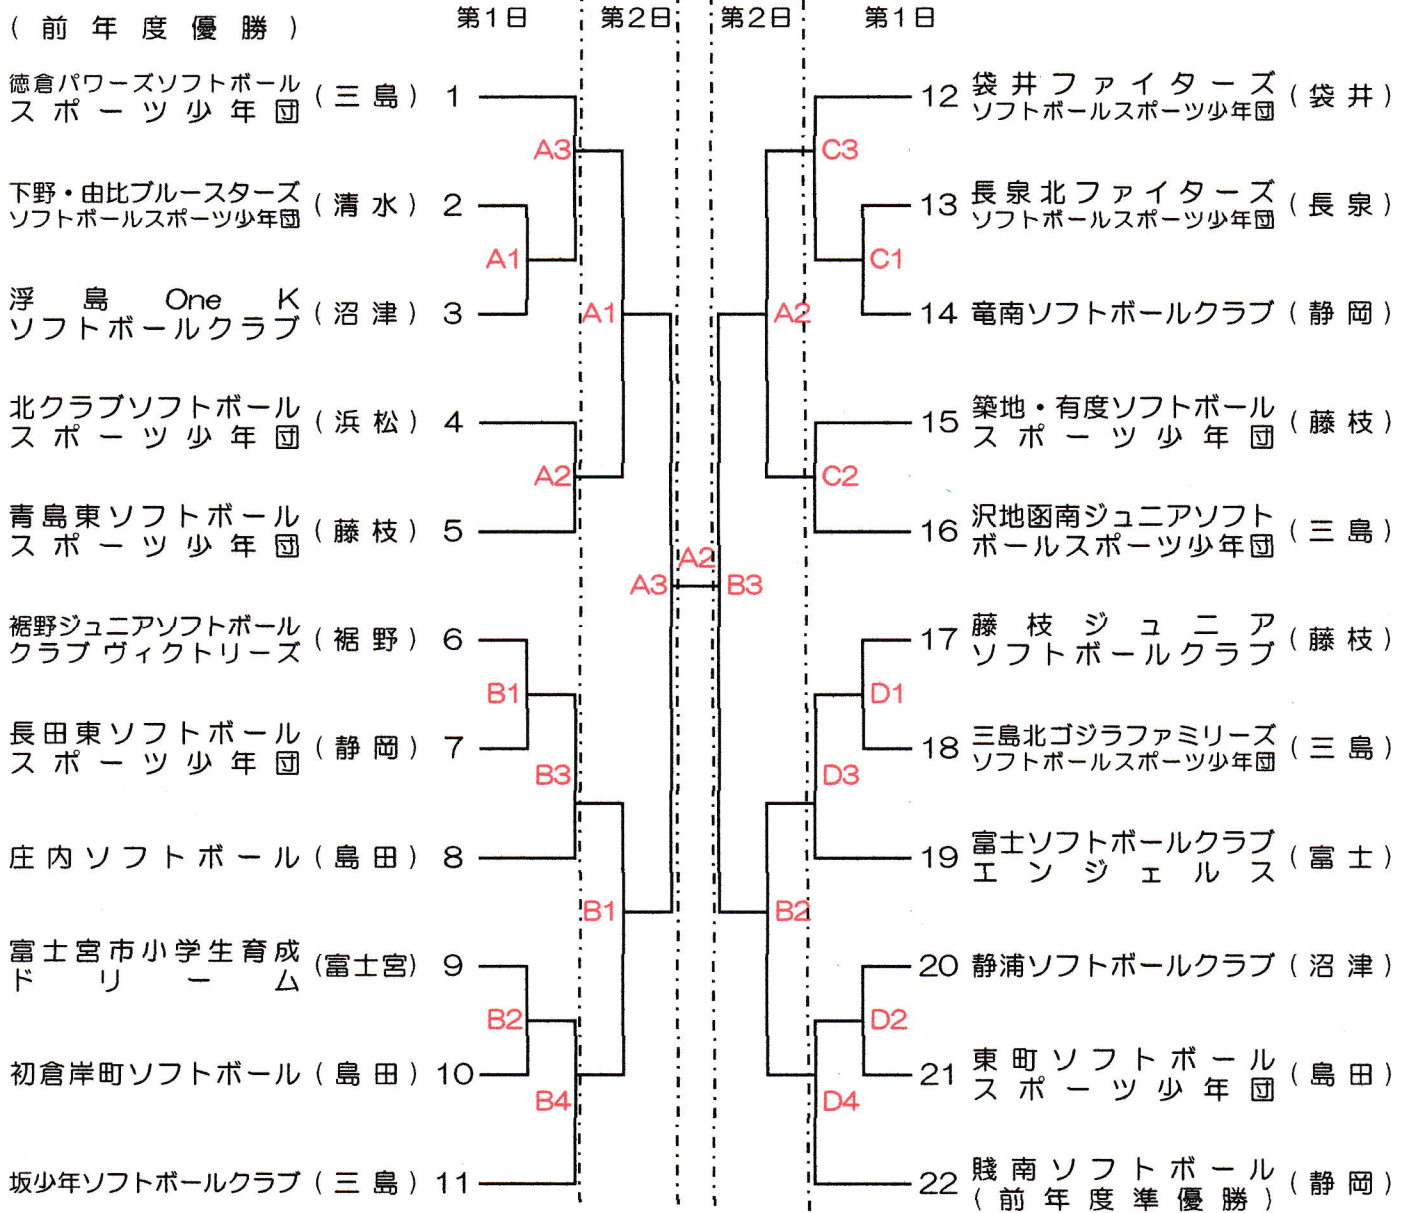 (前年度優勝)
第1日
第2日
第2日
第1日
徳倉パワーズソフトボール
スポーツ少年団
(三島)
1
下野・由比ブルースターズ
ソフトボールスポーツ少年団
(清水)
2
浮島 One K
ソフトボールクラブ
(沼津)
3
北クラブソフトボール
スポーツ少年団
(浜松)
4
青島東ソフトボール
スポーツ少年団
(藤枝)
5
裾野ジュニアソフトボール
クラブ ヴィクトリーズ
(裾野)
6
長田東ソフトボール
スポーツ少年団
(静岡)
7
庄内ソフトボール
(島田)
8
富士宮市小学生育成
ドリーム
(富士宮)
9
初倉岸町ソフトボール
(島田)
10
坂少年ソフトボールクラブ
(三島)
11
A3
A1
A2
B1
B3
B2
B4
A1
B1
A3
A2
B3
A2
B2
C3
C1
C2
D1
D3
D2
D4
12
袋井ファイターズ
ソフトボールスポーツ少年団
(袋井)
13
長泉北ファイターズ
ソフトボールスポーツ少年団
(長泉)
14
竜南ソフトボールクラブ
(静岡)
15
築地・有度ソフトボール
スポーツ少年団
(藤枝)
16
沢地函南ジュニアソフト
ボールスポーツ少年団
(三島)
17
藤枝ジュニア
ソフトボールクラブ
(藤枝)
18
三島北ゴジラファミリーズ
ソフトボールスポーツ少年団
(三島)
19
富士ソフトボールクラブ
エンジェルス
(富士)
20
静浦ソフトボールクラブ
(沼津)
21
東町ソフトボール
スポーツ少年団
(島田)
22
賤南ソフトボール
(前年度準優勝)
(静岡)